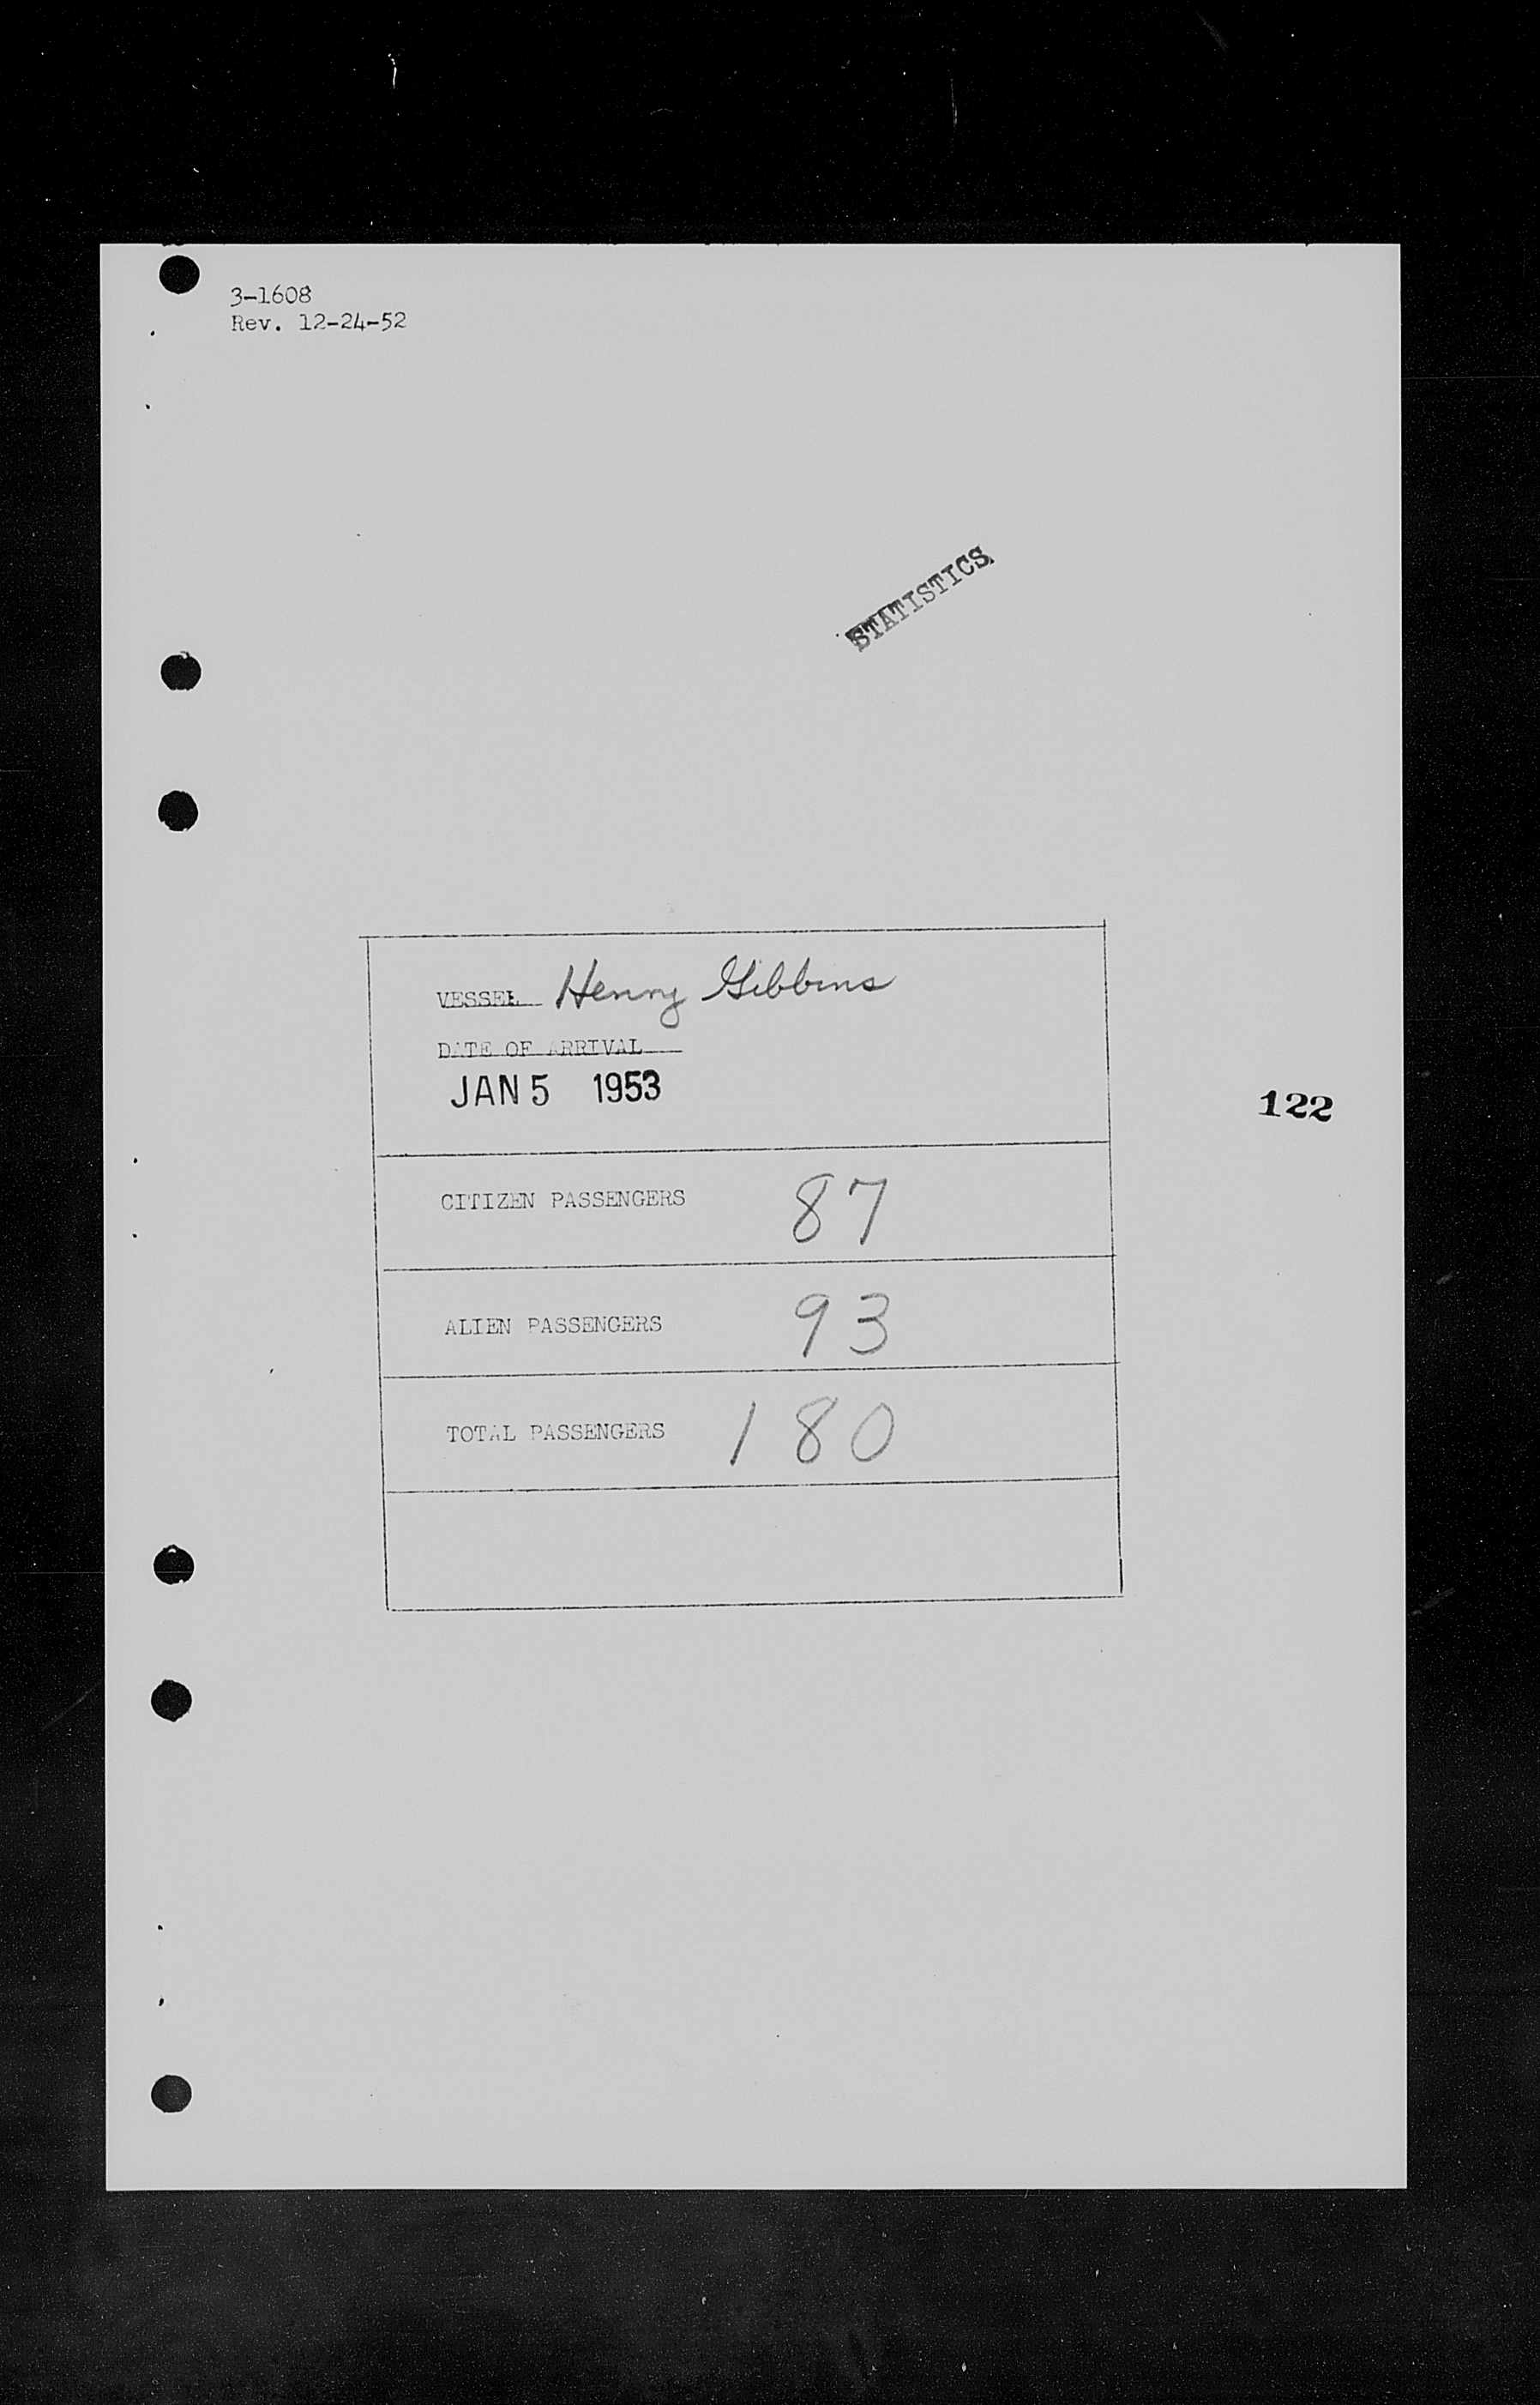 3-1608
Rev. 12-24-52
STATISTICS
VESSEL Henry Gibbins
DATE OF ARRIVAL
JAN 5 1953
122
CITIZEN PASSENGERS 87
ALIEN PASSENGERS 93
TOTAL PASSENGERS 180